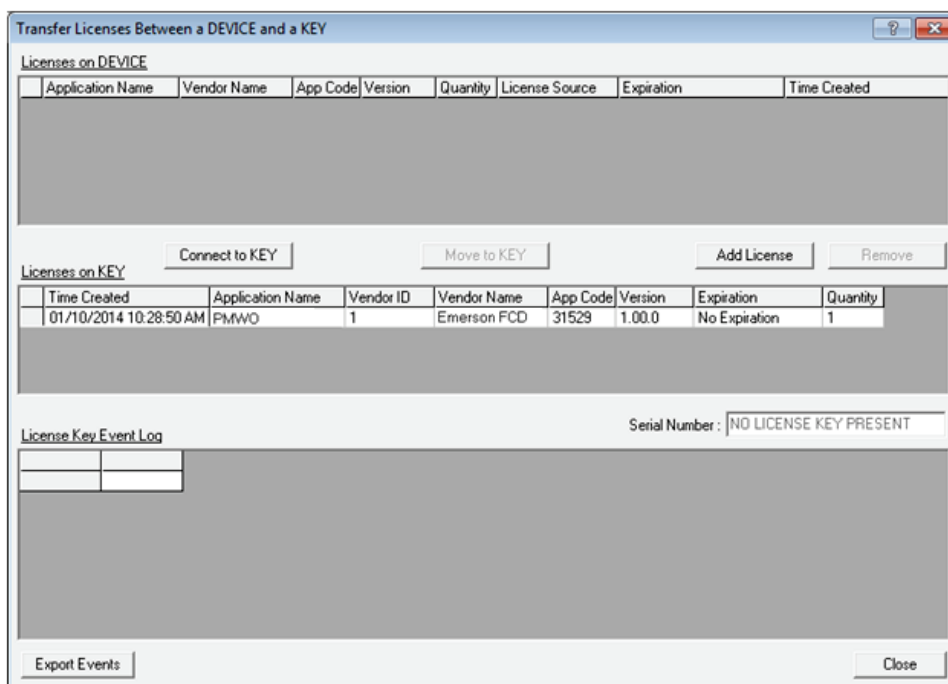 Transfer Licenses Between a DEVICE and a KEY
Licenses on DEVICE
Application Name Vendor Name App Code Version Quantity License Source Expiration Time Created
Connect to KEY Move to KEY Add License Remove
Licenses on KEY
Time Created Application Name Vendor ID Vendor Name App Code Version Expiration Quantity
01/10/2014 10:28:50 AM PMWO 1 Emerson FCD 31529 1.00.0 No Expiration 1
Serial Number : NO LICENSE KEY PRESENT
License Key Event Log
Export Events Close